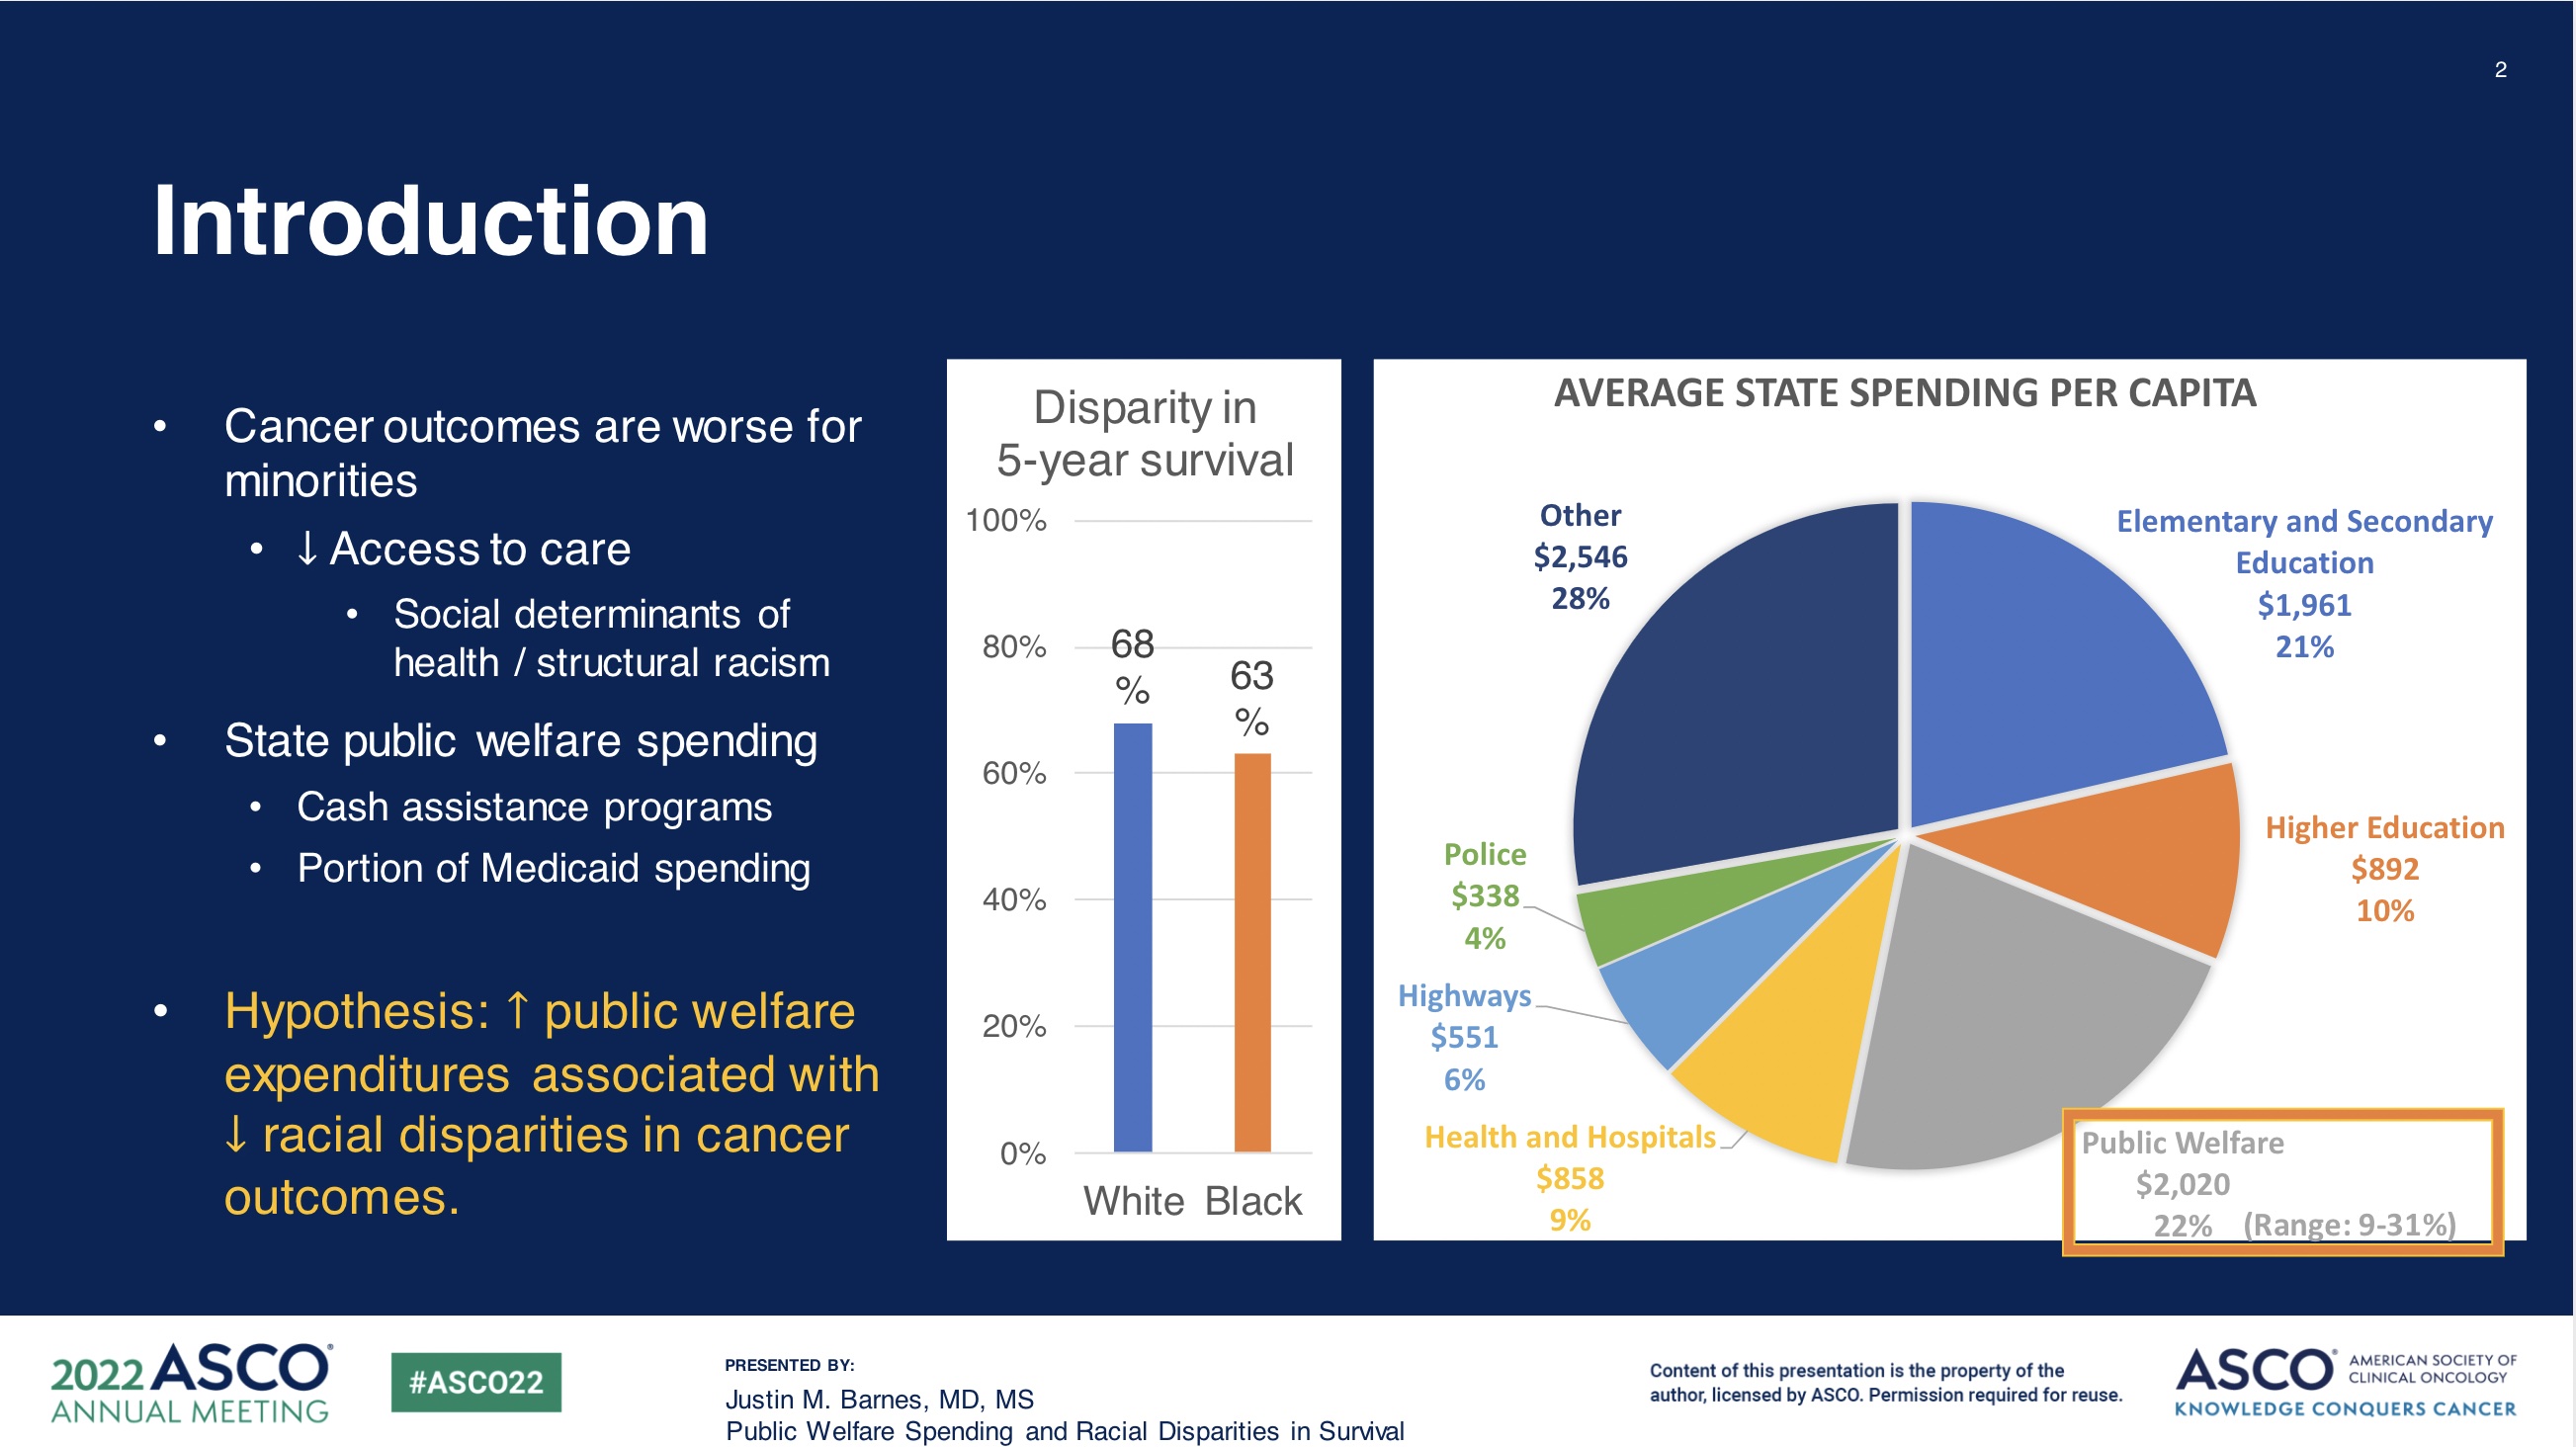 2
Introduction
• Cancer outcomes are worse for
minorities
• ↓ Access to care
• Social determinants of
health / structural racism
• State public welfare spending
• Cash assistance programs
• Portion of Medicaid spending
• Hypothesis: ↑ public welfare
expenditures associated with
↓ racial disparities in cancer
outcomes.
Disparity in
5-year survival
100%
80%
60%
40%
20%
0%
68
%
63
%
White Black
AVERAGE STATE SPENDING PER CAPITA
Elementary and Secondary
Education
$1,961
21%
Higher Education
$892
10%
Public Welfare
$2,020
22% (Range: 9-31%)
Health and Hospitals
$858
9%
Highways
$551
6%
Police
$338
4%
Other
$2,546
28%
2022 ASCO®
ANNUAL MEETING
#ASCO22
PRESENTED BY:
Justin M. Barnes, MD, MS
Public Welfare Spending and Racial Disparities in Survival
Content of this presentation is the property of the
author, licensed by ASCO. Permission required for reuse.
ASCO®
AMERICAN SOCIETY OF
CLINICAL ONCOLOGY
KNOWLEDGE CONQUERS CANCER